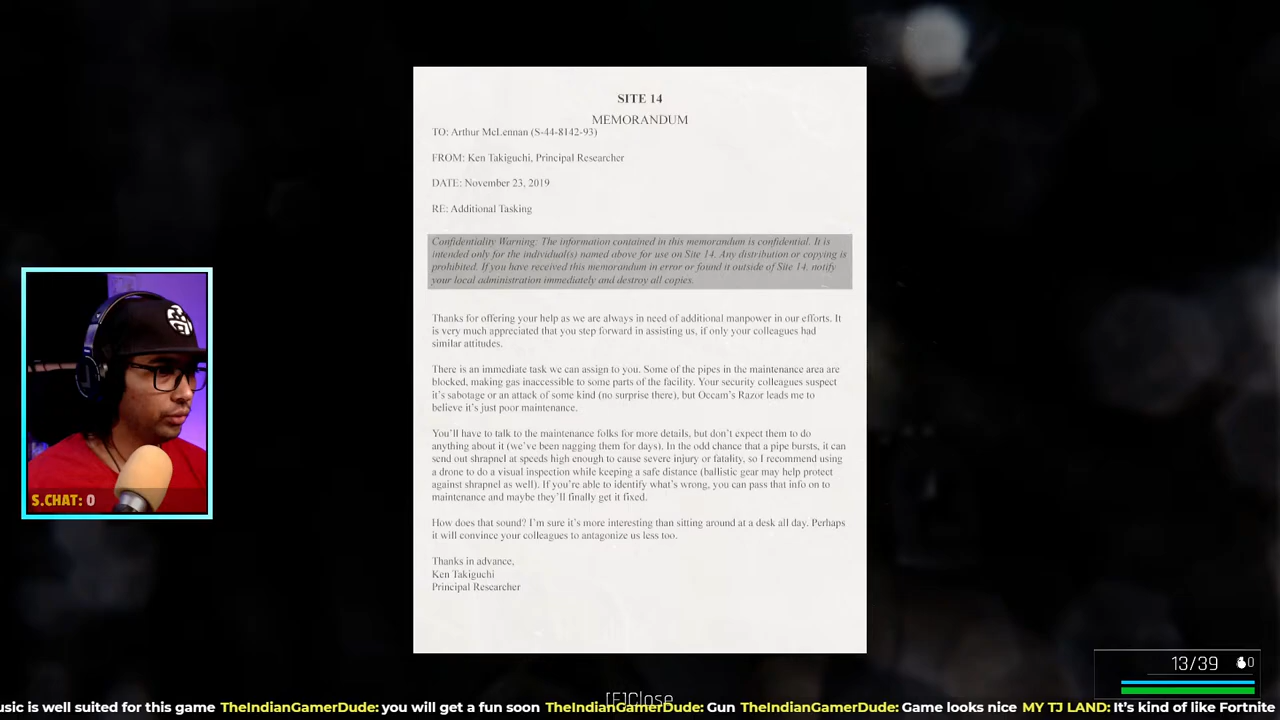 SITE 14
MEMORANDUM
TO: Arthur McLennan (S-44-8142-93)
FROM: Ken Takiguchi, Principal Researcher
DATE: November 23, 2019
RE: Additional Tasking
Confidentiality Warning: The information contained in this memorandum is confidential. It is
intended only for the individual(s) named above for use on Site 14. Any distribution or copying is
prohibited. If you have received this memorandum in error or found it outside of Site 14, notify
your local administration immediately and destroy all copies.
Thanks for offering your help as we are always in need of additional manpower in our efforts. It
is very much appreciated that you step forward in assisting us, if only your colleagues had
similar attitudes.
There is an immediate task we can assign to you. Some of the pipes in the maintenance area are
blocked, making gas inaccessible to some parts of the facility. Your security colleagues suspect
it's sabotage or an attack of some kind (no surprise there), but Occam's Razor leads me to
believe it's just poor maintenance.
You'll have to talk to the maintenance folks for more details, but don't expect them to do
anything about it (we've been nagging them for days). In the odd chance that a pipe bursts, it can
send out shrapnel at speeds high enough to cause severe injury or fatality, so I recommend using
a drone to do a visual inspection while keeping a safe distance (ballistic gear may help protect
against shrapnel as well). If you're able to identify what's wrong, you can pass that info on to
maintenance and maybe they'll finally get it fixed.
How does that sound? I'm sure it's more interesting than sitting around at a desk all day. Perhaps
it will convince your colleagues to antagonize us less too.
Thanks in advance,
Ken Takiguchi
Principal Researcher
S.CHAT: 0
13/39 0
[F]Close
usic is well suited for this game TheIndianGamerDude: you will get a fun soon TheIndianGamerDude: Gun TheIndianGamerDude: Game looks nice MY TJ LAND: It's kind of like Fortnite